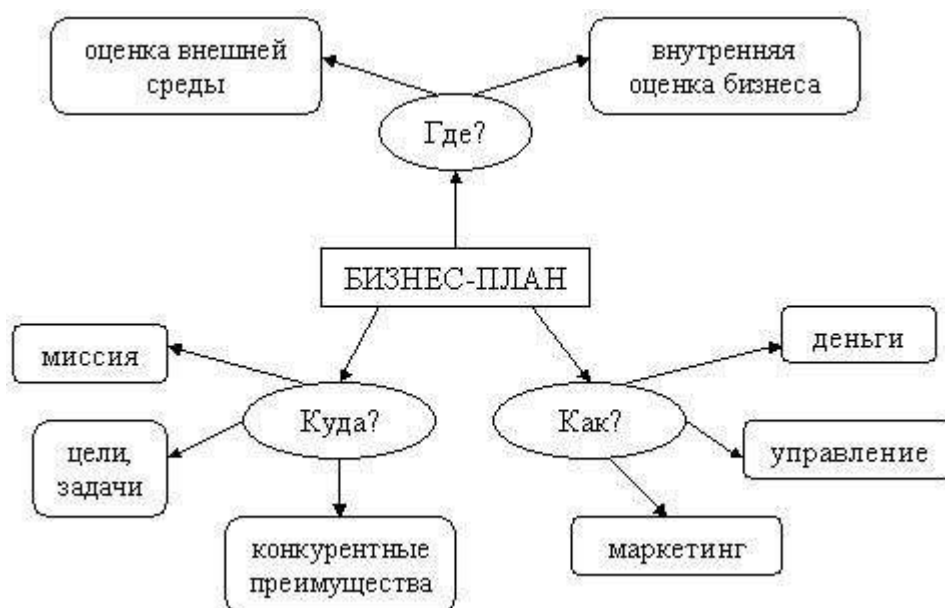 оценка внешней
среды
внутренняя
оценка бизнеса
Где?
БИЗНЕС-ПЛАН
миссия
деньги
Куда?
Как?
цели,
задачи
управление
конкурентные
преимущества
маркетинг